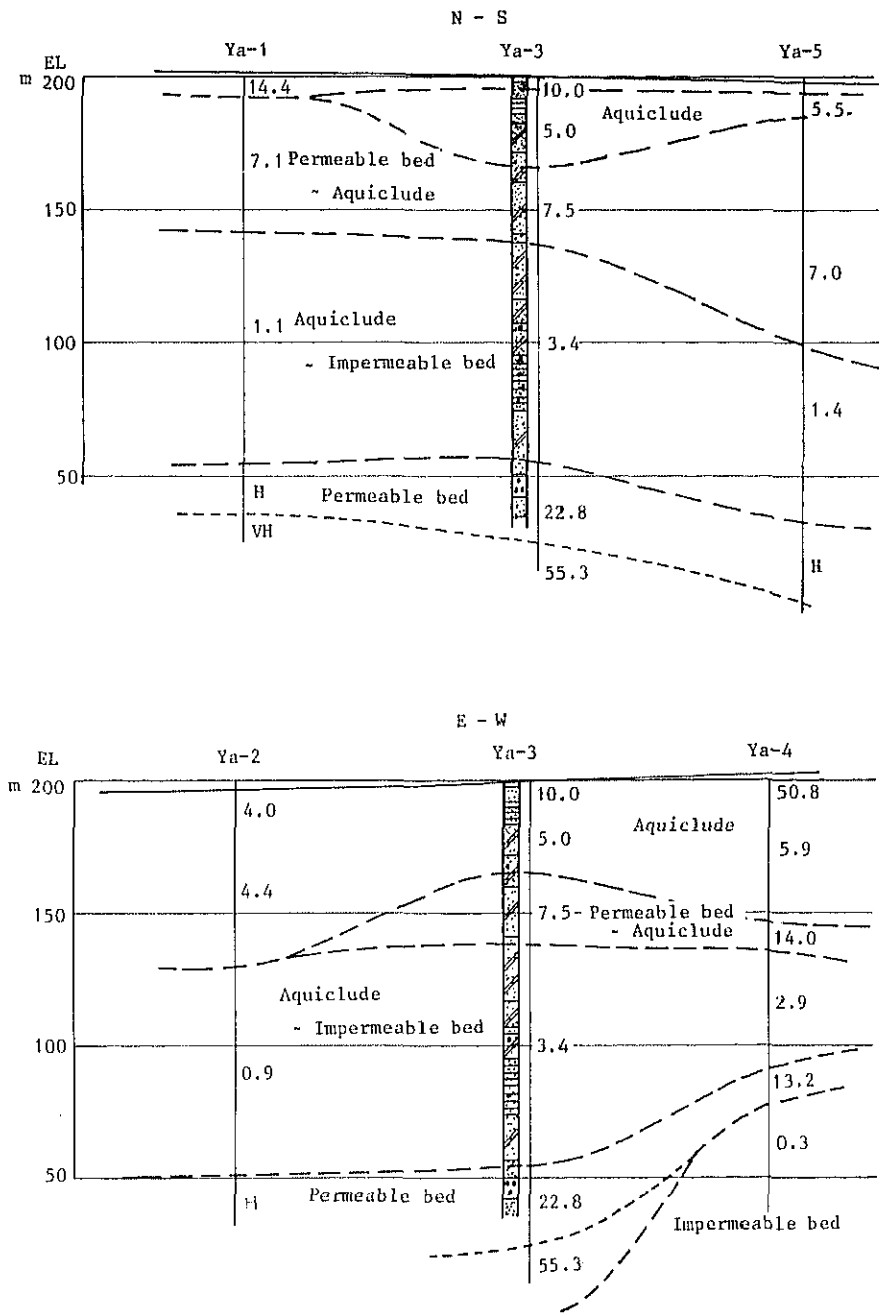 N - S
Ya-1 Ya-3 Ya-5
EL
m 200
14.4 10.0 Aquiclude 5.5
5.0
7.1 Permeable bed
~ Aquiclude
150 7.5
7.0
1.1 Aquiclude
100 ~ Impermeable bed 3.4
1.4
50
H Permeable bed 22.8
VH
55.3 H
E - W
EL Ya-2 Ya-3 Ya-4
m 200
4.0 10.0 Aquiclude 50.8
5.0 5.9
4.4
150 7.5 Permeable bed
~ Aquiclude 14.0
Aquiclude 2.9
~ Impermeable bed
100 3.4
0.9 13.2
0.3
50
H Permeable bed 22.8 Impermeable bed
55.3